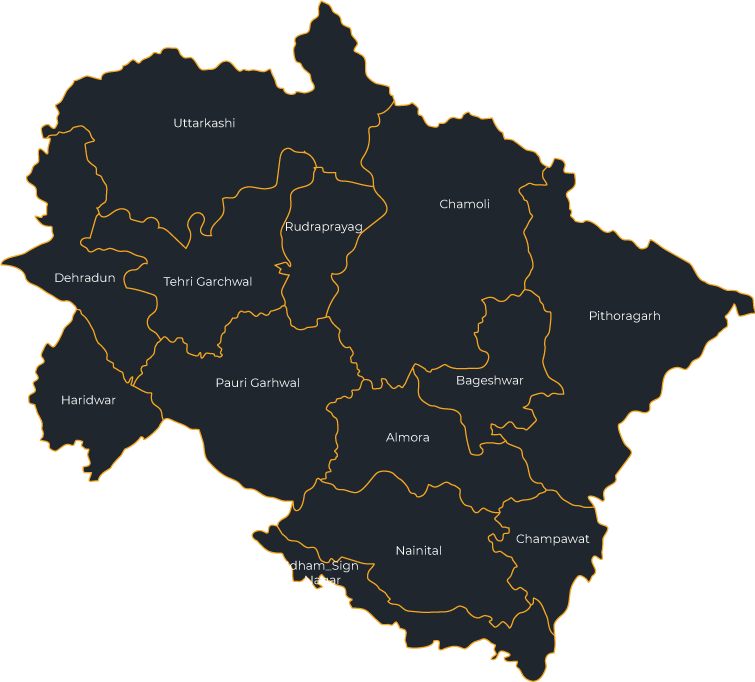 Uttarkashi
Chamoli
Rudraprayag
Dehradun
Tehri Garchwal
Pithoragarh
Pauri Garhwal
Bageshwar
Haridwar
Almora
Champawat
Nainital
dham_Sign
Nagar